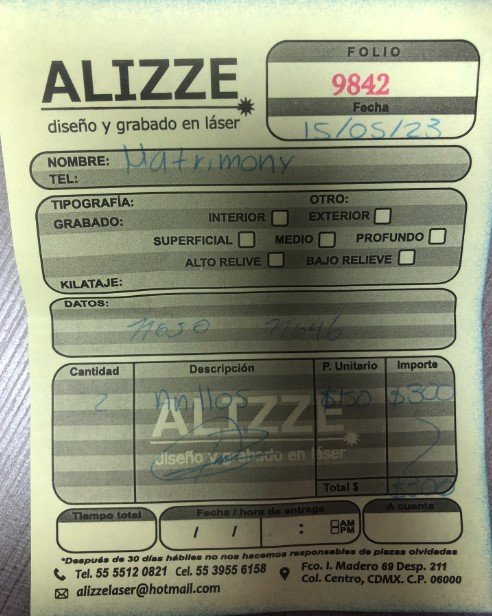 ALIZZE
diseño y grabado en láser
FOLIO
9842
Fecha
15/05/23
NOMBRE: Matrimony
TEL:
TIPOGRAFÍA: OTRO:
GRABADO: INTERIOR EXTERIOR
SUPERFICIAL MEDIO PROFUNDO
ALTO RELIVE BAJO RELIEVE
KILATAJE:
DATOS:
11646
Cantidad Descripción P. Unitario Importe
2 Anillos $150 $300
ALIZZE
diseño y grabado en láser
Total $ $300
Tiempo total Fecha / hora de entrega A cuenta
/ / : AM
PM
*Después de 30 días hábiles no nos hacemos responsables de piezas olvidadas
Tel. 55 5512 0821 Cel. 55 3955 6158 Fco. I. Madero 69 Desp. 211
Col. Centro, CDMX. C.P. 06000
alizzelaser@hotmail.com